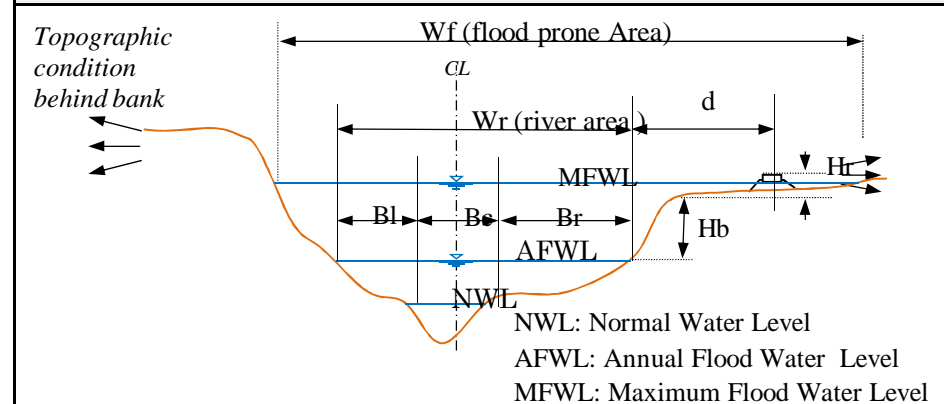 Topographic
condition
behind bank
Wf (flood prone Area)
CL
d
Wr (river area )
Hr
MFWL
Bl
Bc
Br
Hb
AFWL
NWL
NWL: Normal Water Level
AFWL: Annual Flood Water Level
MFWL: Maximum Flood Water Level